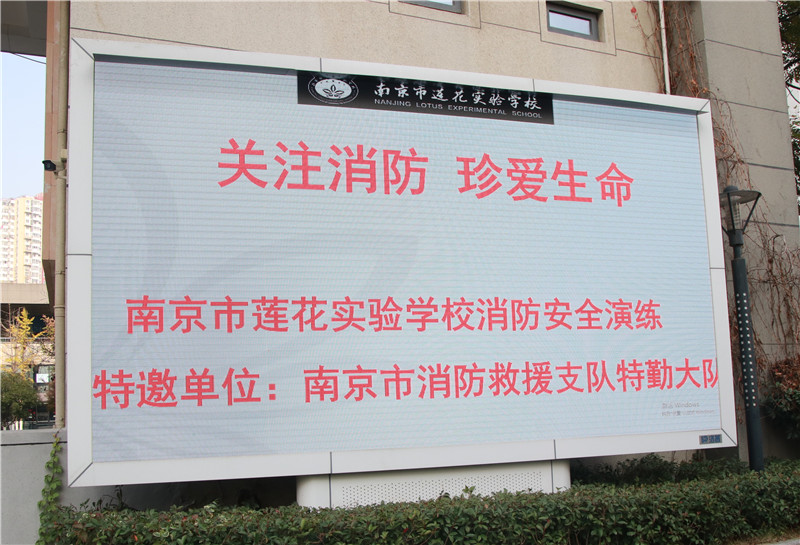 南京市莲花实验学校
NANJING LOTUS EXPERIMENTAL SCHOOL
关注消防 珍爱生命
南京市莲花实验学校消防安全演练
特邀单位：南京市消防救援支队特勤大队